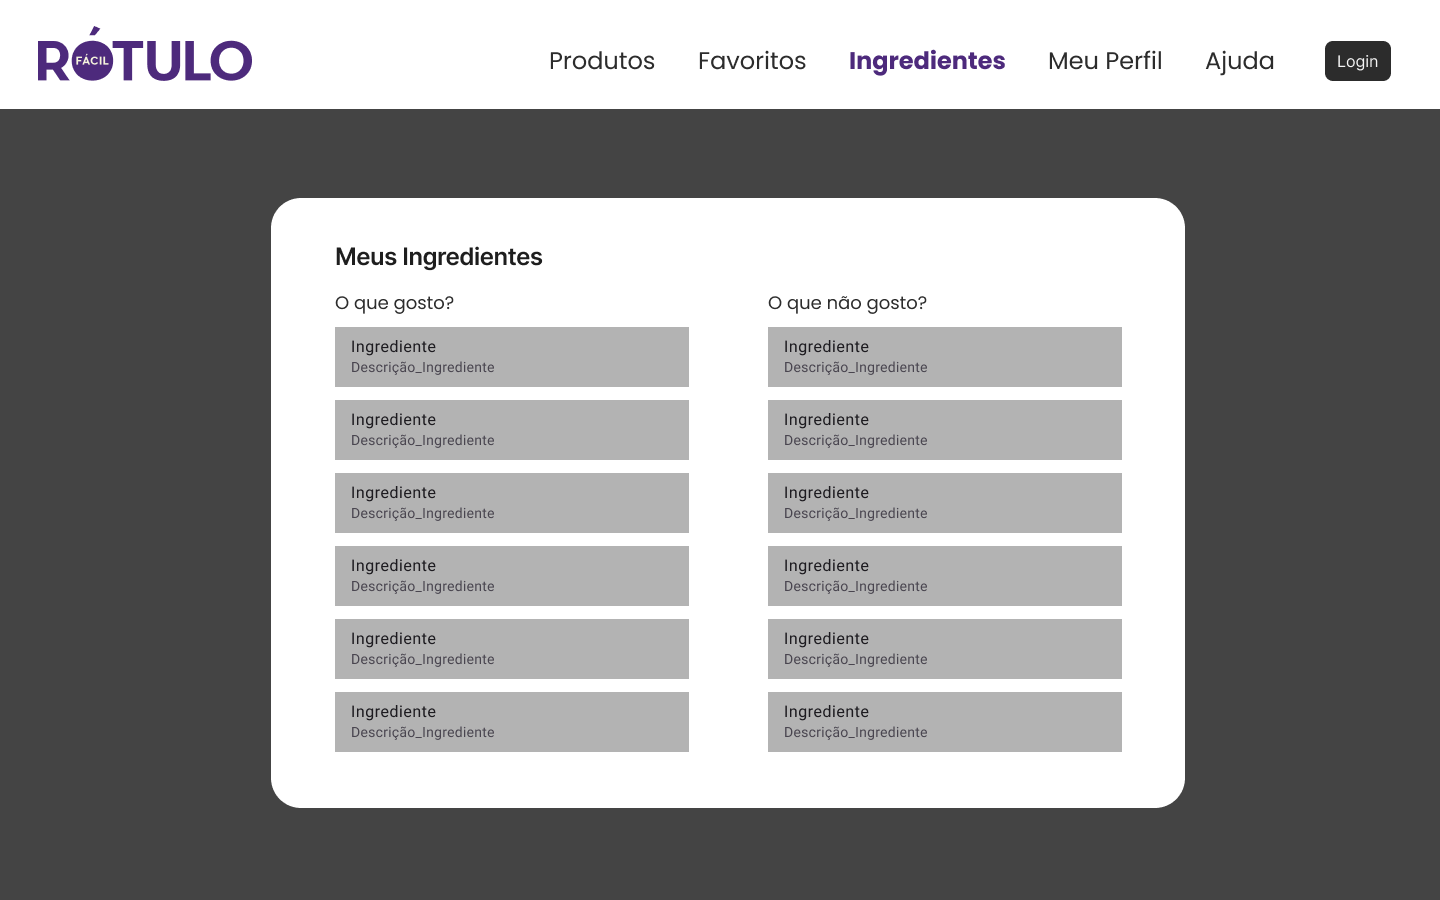 RÓTULO
FÁCIL
Produtos Favoritos Ingredientes Meu Perfil Ajuda Login
Meus Ingredientes
O que gosto?
Ingrediente
Descrição_Ingrediente
Ingrediente
Descrição_Ingrediente
Ingrediente
Descrição_Ingrediente
Ingrediente
Descrição_Ingrediente
Ingrediente
Descrição_Ingrediente
Ingrediente
Descrição_Ingrediente
O que não gosto?
Ingrediente
Descrição_Ingrediente
Ingrediente
Descrição_Ingrediente
Ingrediente
Descrição_Ingrediente
Ingrediente
Descrição_Ingrediente
Ingrediente
Descrição_Ingrediente
Ingrediente
Descrição_Ingrediente